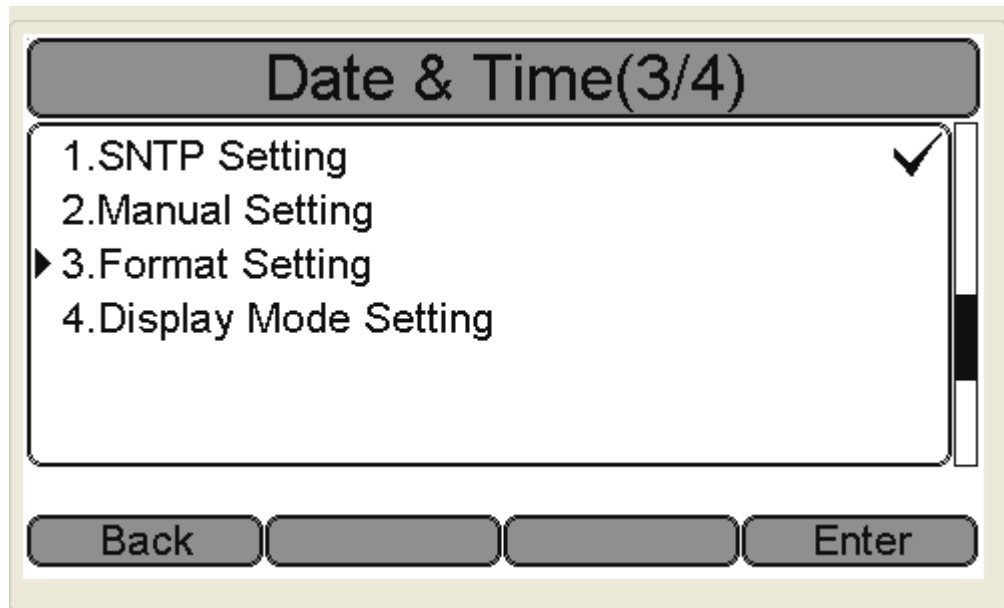 Date & Time(3/4)
1.SNTP Setting
2.Manual Setting
3.Format Setting
4.Display Mode Setting
Back Enter